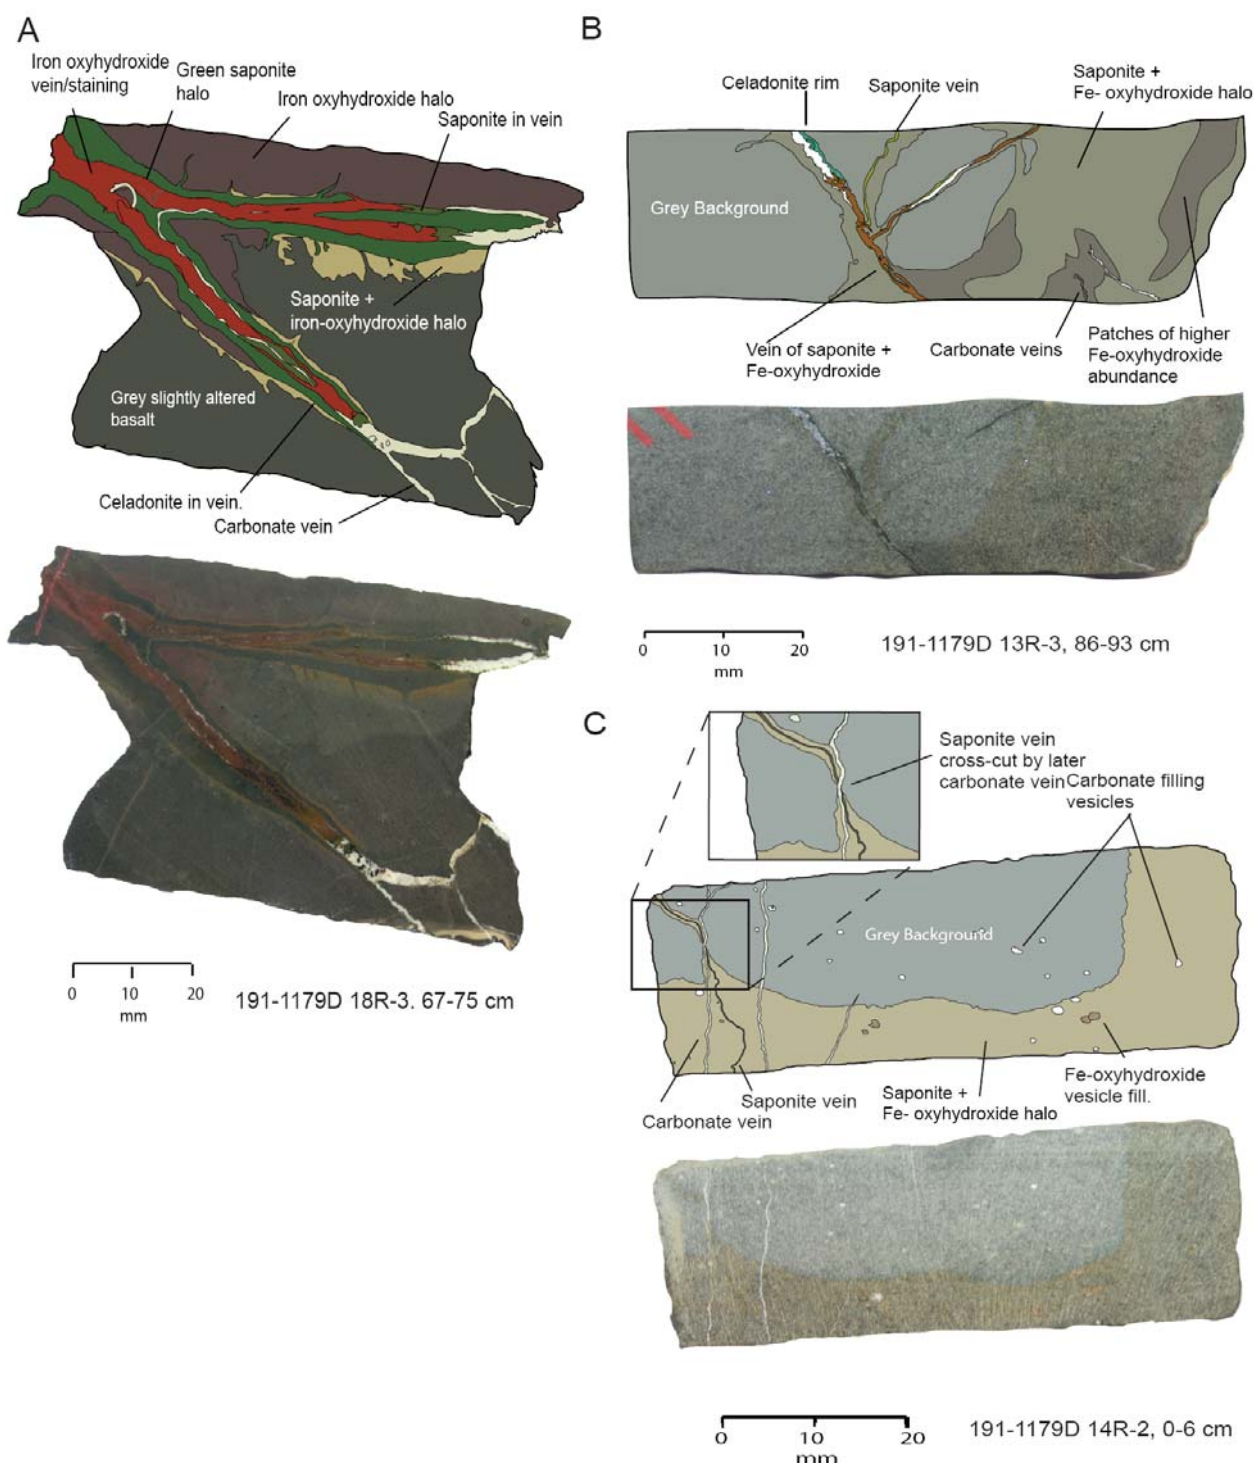 A
Iron oxyhydroxide
vein/staining
Green saponite
halo
Iron oxyhydroxide halo
Saponite in vein
Saponite +
iron-oxyhydroxide halo
Grey slightly altered
basalt
Celadonite in vein.
Carbonate vein
0 10 20
mm
191-1179D 18R-3. 67-75 cm
B
Celadonite rim
Saponite vein
Saponite +
Fe- oxyhydroxide halo
Grey Background
Vein of saponite +
Fe-oxyhydroxide
Carbonate veins
Patches of higher
Fe-oxyhydroxide
abundance
0 10 20
mm
191-1179D 13R-3, 86-93 cm
C
Saponite vein
cross-cut by later
carbonate vein
Carbonate filling
vesicles
Grey Background
Carbonate vein
Saponite vein
Saponite +
Fe- oxyhydroxide halo
Fe-oxyhydroxide
vesicle fill.
0 10 20
mm
191-1179D 14R-2, 0-6 cm